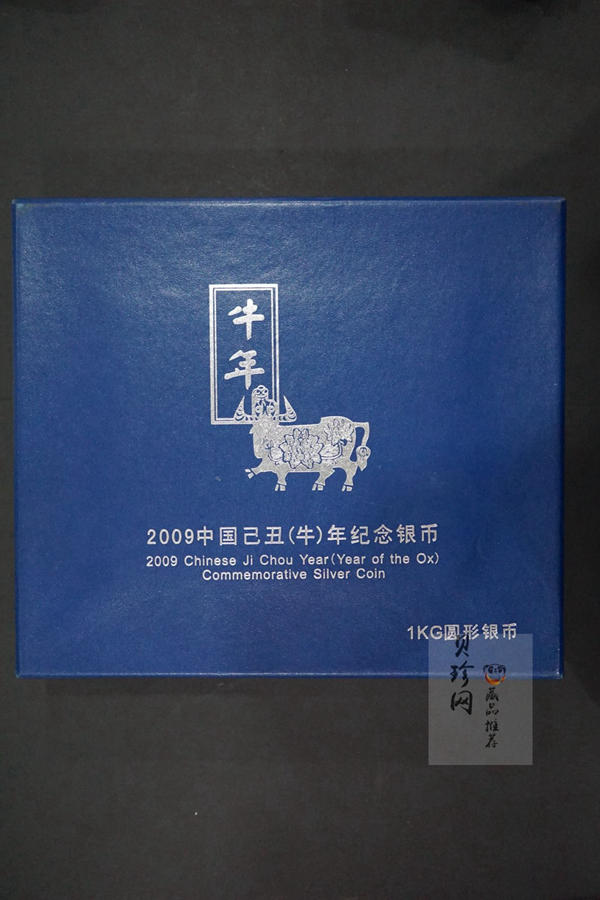 牛年
2009中国己丑(牛)年纪念银币
2009 Chinese Ji Chou Year(Year of the Ox)
Commemorative Silver Coin
1KG圆形银币
贝珍网
藏品推荐